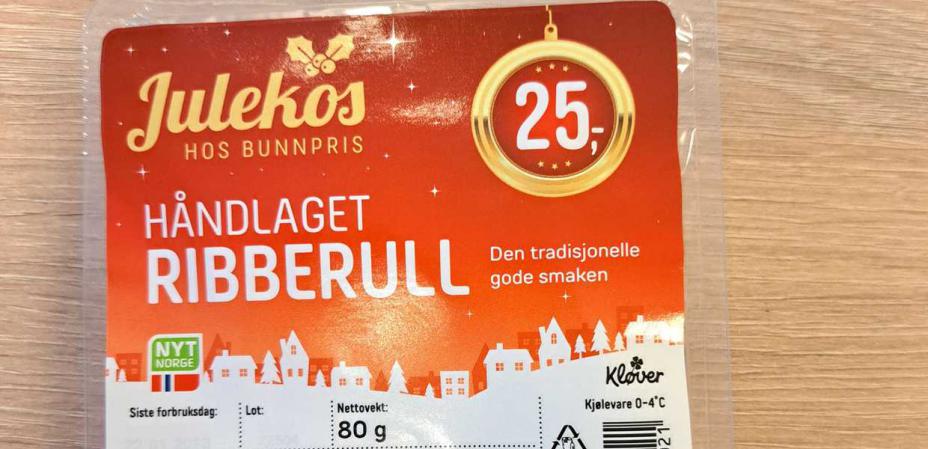 Julekos
HOS BUNNPRIS
25,-
HÅNDLAGET
RIBBERULL
Den tradisjonelle
gode smaken
NYT
NORGE
Kløver
Kjølevare 0-4°C
Siste forbruksdag:
Lot:
Nettovekt:
80 g